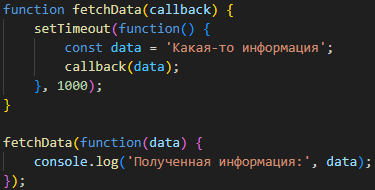 function fetchData(callback) {
    setTimeout(function() {
        const data = 'Какая-то информация';
        callback(data);
    }, 1000);
}

fetchData(function(data) {
    console.log('Полученная информация:', data);
});